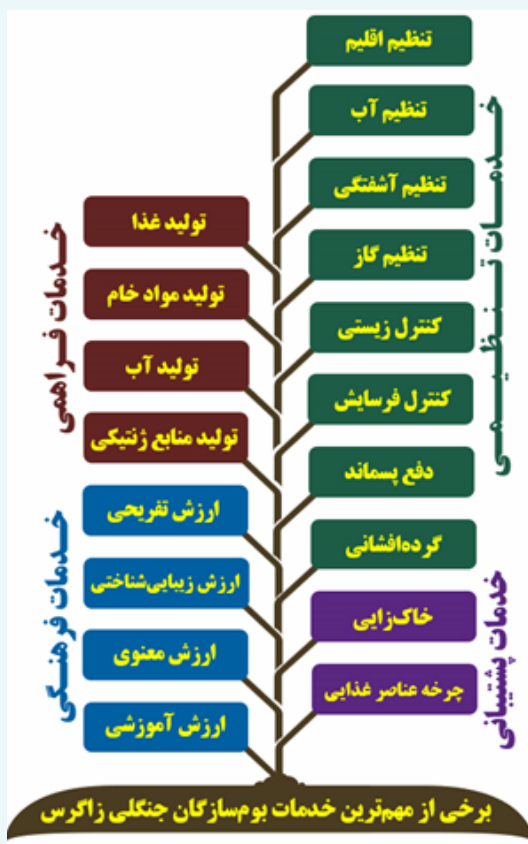 خدمات تنظیمی
تنظیم اقلیم
تنظیم آب
تنظیم آشفتگی
تنظیم گاز
کنترل زیستی
کنترل فرسایش
دفع پسماند
گرده‌افشانی
خدمات پشتیبانی
خاک‌زایی
چرخه عناصر غذایی
خدمات فراهمی
تولید غذا
تولید مواد خام
تولید آب
تولید منابع ژنتیکی
خدمات فرهنگی
ارزش تفریحی
ارزش زیبایی‌شناختی
ارزش معنوی
ارزش آموزشی
برخی از مهم‌ترین خدمات بوم‌سازگان جنگلی زاگرس